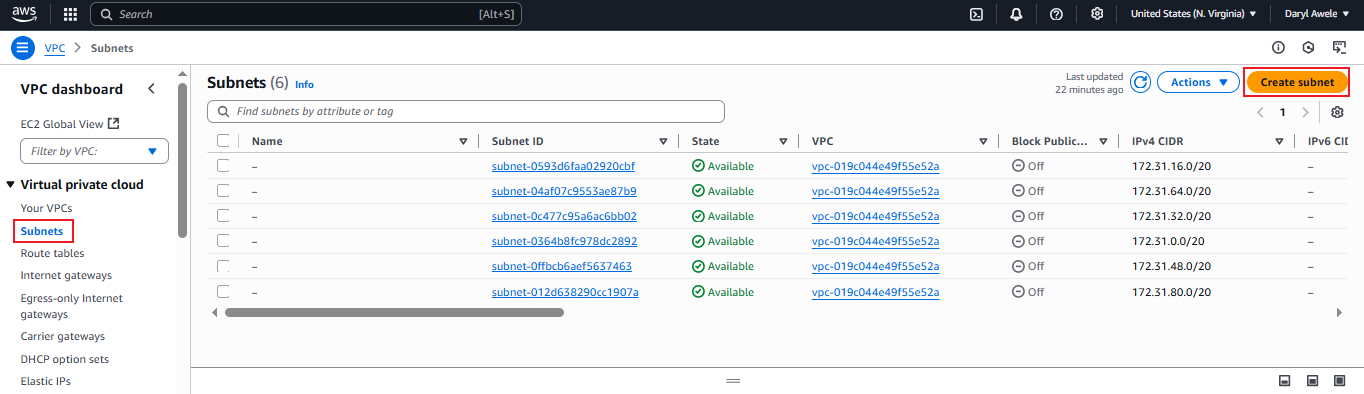 aws
Search [Alt+S] United States (N. Virginia) Daryl Awele
VPC > Subnets
VPC dashboard
EC2 Global View
Filter by VPC:
Virtual private cloud
Your VPCs
Subnets
Route tables
Internet gateways
Egress-only Internet
gateways
Carrier gateways
DHCP option sets
Elastic IPs
Subnets (6) Info
Last updated
22 minutes ago
Actions
Create subnet
Find subnets by attribute or tag
1
Name Subnet ID State VPC Block Public... IPv4 CIDR IPv6 CID
– subnet-0593d6faa02920cbf Available vpc-019c044e49f55e52a Off 172.31.16.0/20 –
– subnet-04af07c9553ae87b9 Available vpc-019c044e49f55e52a Off 172.31.64.0/20 –
– subnet-0c477c95a6ac6bb02 Available vpc-019c044e49f55e52a Off 172.31.32.0/20 –
– subnet-0364b8fc978dc2892 Available vpc-019c044e49f55e52a Off 172.31.0.0/20 –
– subnet-0ffbcb6aef5637463 Available vpc-019c044e49f55e52a Off 172.31.48.0/20 –
– subnet-012d638290cc1907a Available vpc-019c044e49f55e52a Off 172.31.80.0/20 –